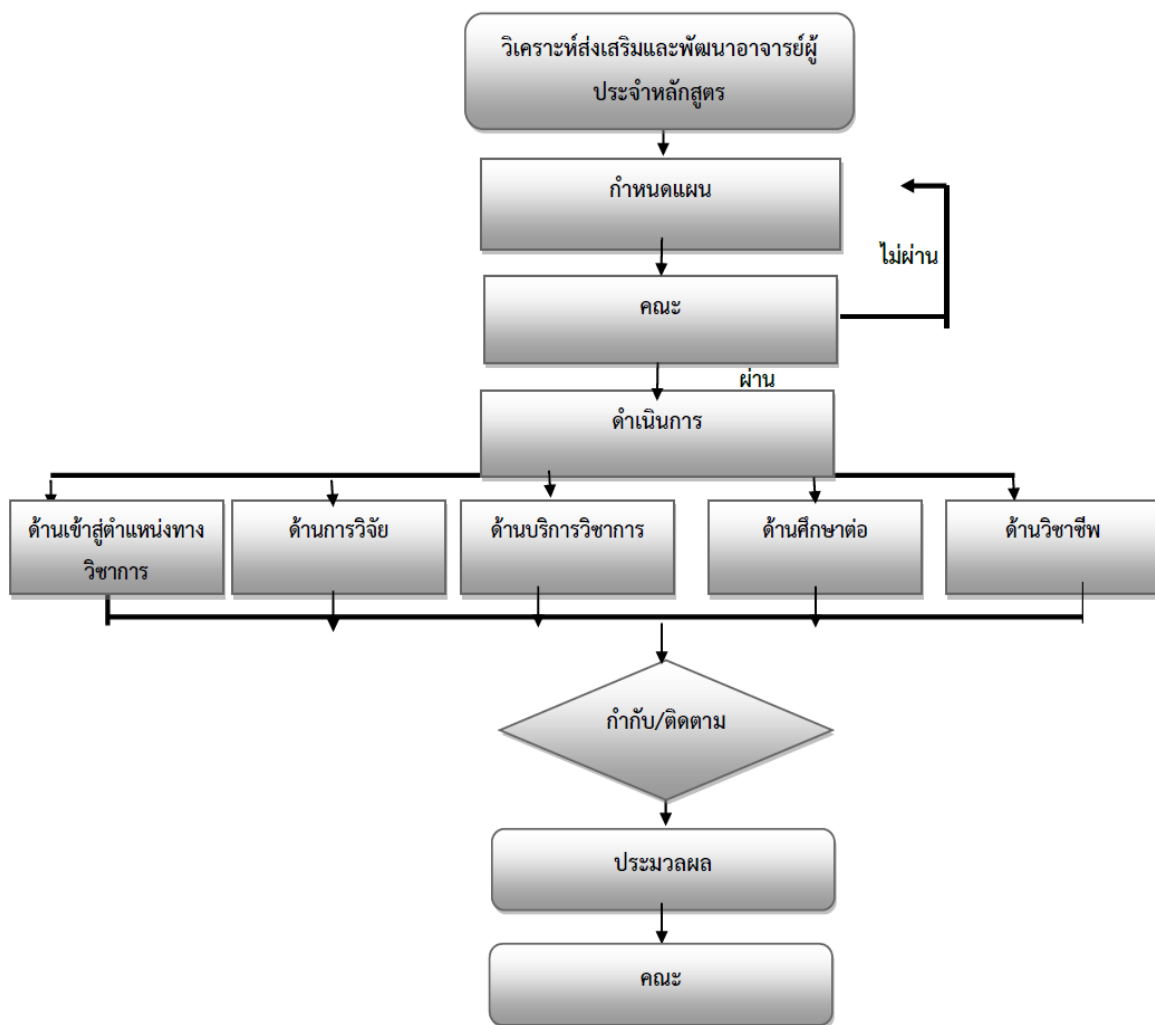 วิเคราะห์ส่งเสริมและพัฒนาอาจารย์ผู้
ประจำหลักสูตร
กำหนดแผน
ไม่ผ่าน
คณะ
ผ่าน
ดำเนินการ
ด้านเข้าสู่ตำแหน่งทาง
วิชาการ
ด้านการวิจัย
ด้านบริการวิชาการ
ด้านศึกษาต่อ
ด้านวิชาชีพ
กำกับ/ติดตาม
ประมวลผล
คณะ